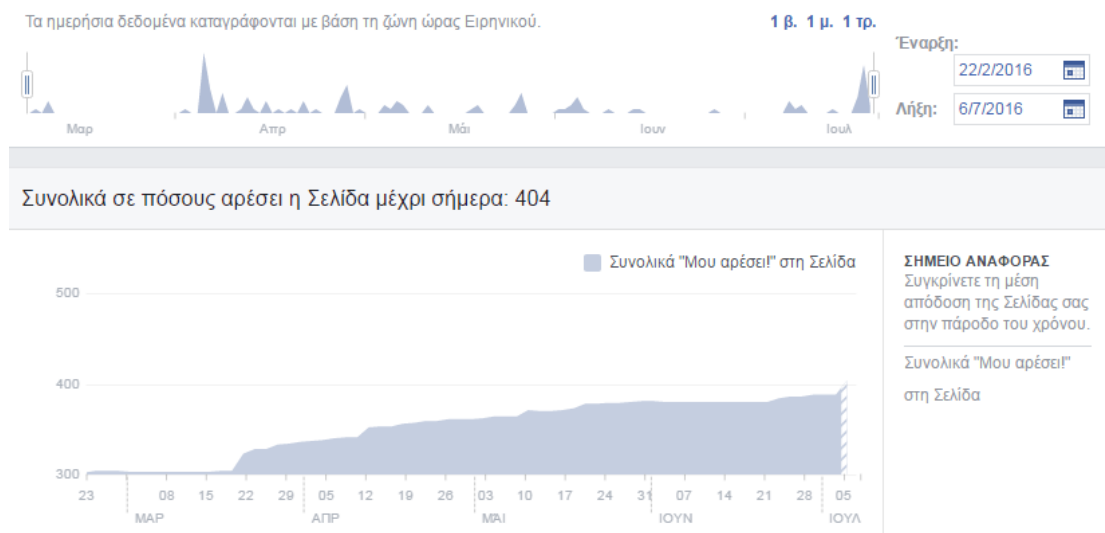 Τα ημερήσια δεδομένα καταγράφονται με βάση τη ζώνη ώρας Ειρηνικού.
1 β. 1 μ. 1 τρ.
Έναρξη:
22/2/2016
Λήξη:
6/7/2016
Μαρ Απρ Μάι Ιουν Ιουλ
Συνολικά σε πόσους αρέσει η Σελίδα μέχρι σήμερα: 404
Συνολικά "Μου αρέσει!" στη Σελίδα
500
400
300
23 08 15 22 29 05 12 19 26 03 10 17 24 31 07 14 21 28 05
ΜΑΡ ΑΠΡ ΜΑΙ ΙΟΥΝ ΙΟΥΛ
ΣΗΜΕΙΟ ΑΝΑΦΟΡΑΣ
Συγκρίνετε τη μέση
απόδοση της Σελίδας σας
στην πάροδο του χρόνου.
Συνολικά "Μου αρέσει!"
στη Σελίδα